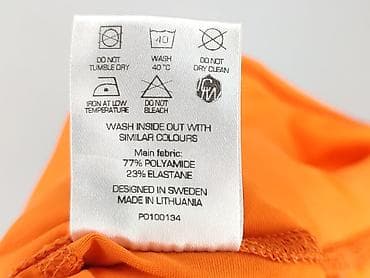 DO NOT TUMBLE DRY
40
WASH 40 °C
DO NOT DRY CLEAN
IRON AT LOW TEMPERATURE
DO NOT BLEACH
WASH INSIDE OUT WITH
SIMILAR COLOURS
Main fabric:
77% POLYAMIDE
23% ELASTANE
DESIGNED IN SWEDEN
MADE IN LITHUANIA
P0100134